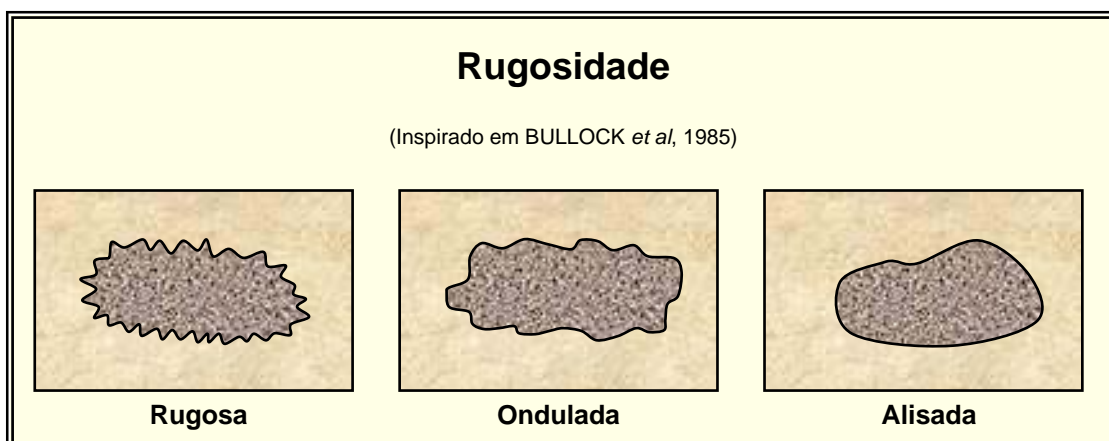 Rugosidade
(Inspirado em BULLOCK et al, 1985)
Rugosa
Ondulada
Alisada